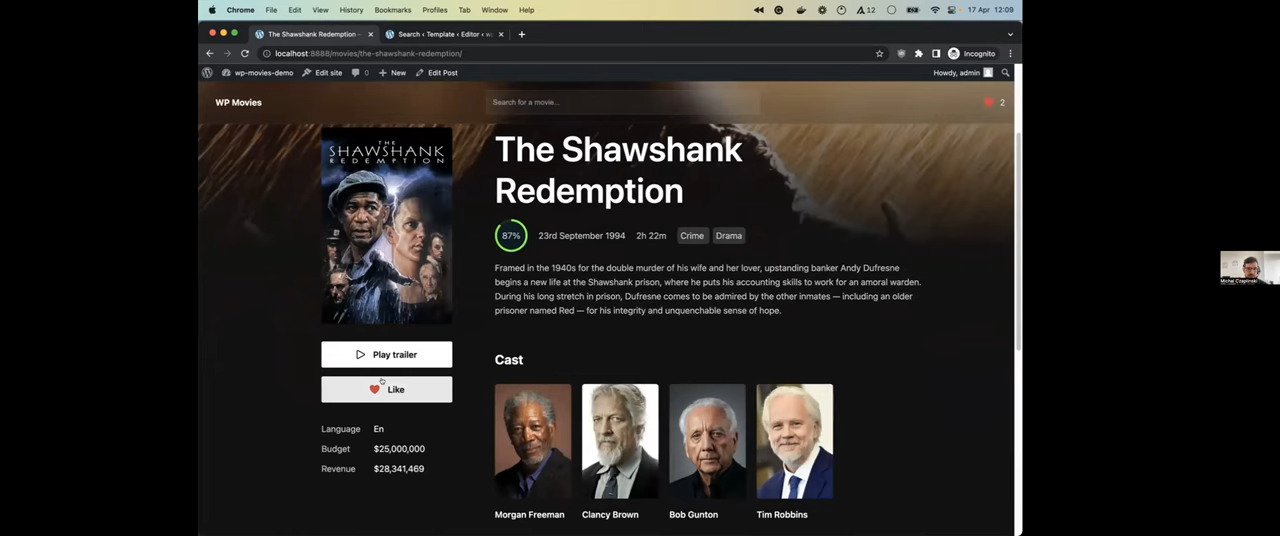 Chrome File Edit View History Bookmarks Profiles Tab Window Help 12 17 Apr 12:09
The Shawshank Redemption - Search ‹ Template ‹ Editor ‹ w
localhost:8888/movies/the-shawshank-redemption/ Incognito
wp-movies-demo Edit site 0 New Edit Post Howdy, admin
WP Movies Search for a movie... 2
THE
SHAWSHANK
REDEMPTION
The Shawshank
Redemption
87% 23rd September 1994 2h 22m Crime Drama
Framed in the 1940s for the double murder of his wife and her lover, upstanding banker Andy Dufresne
begins a new life at the Shawshank prison, where he puts his accounting skills to work for an amoral warden.
During his long stretch in prison, Dufresne comes to be admired by the other inmates — including an older
prisoner named Red — for his integrity and unquenchable sense of hope.
Play trailer
Like
Language En
Budget $25,000,000
Revenue $28,341,469
Cast
Morgan Freeman Clancy Brown Bob Gunton Tim Robbins
Michal Czaplinski